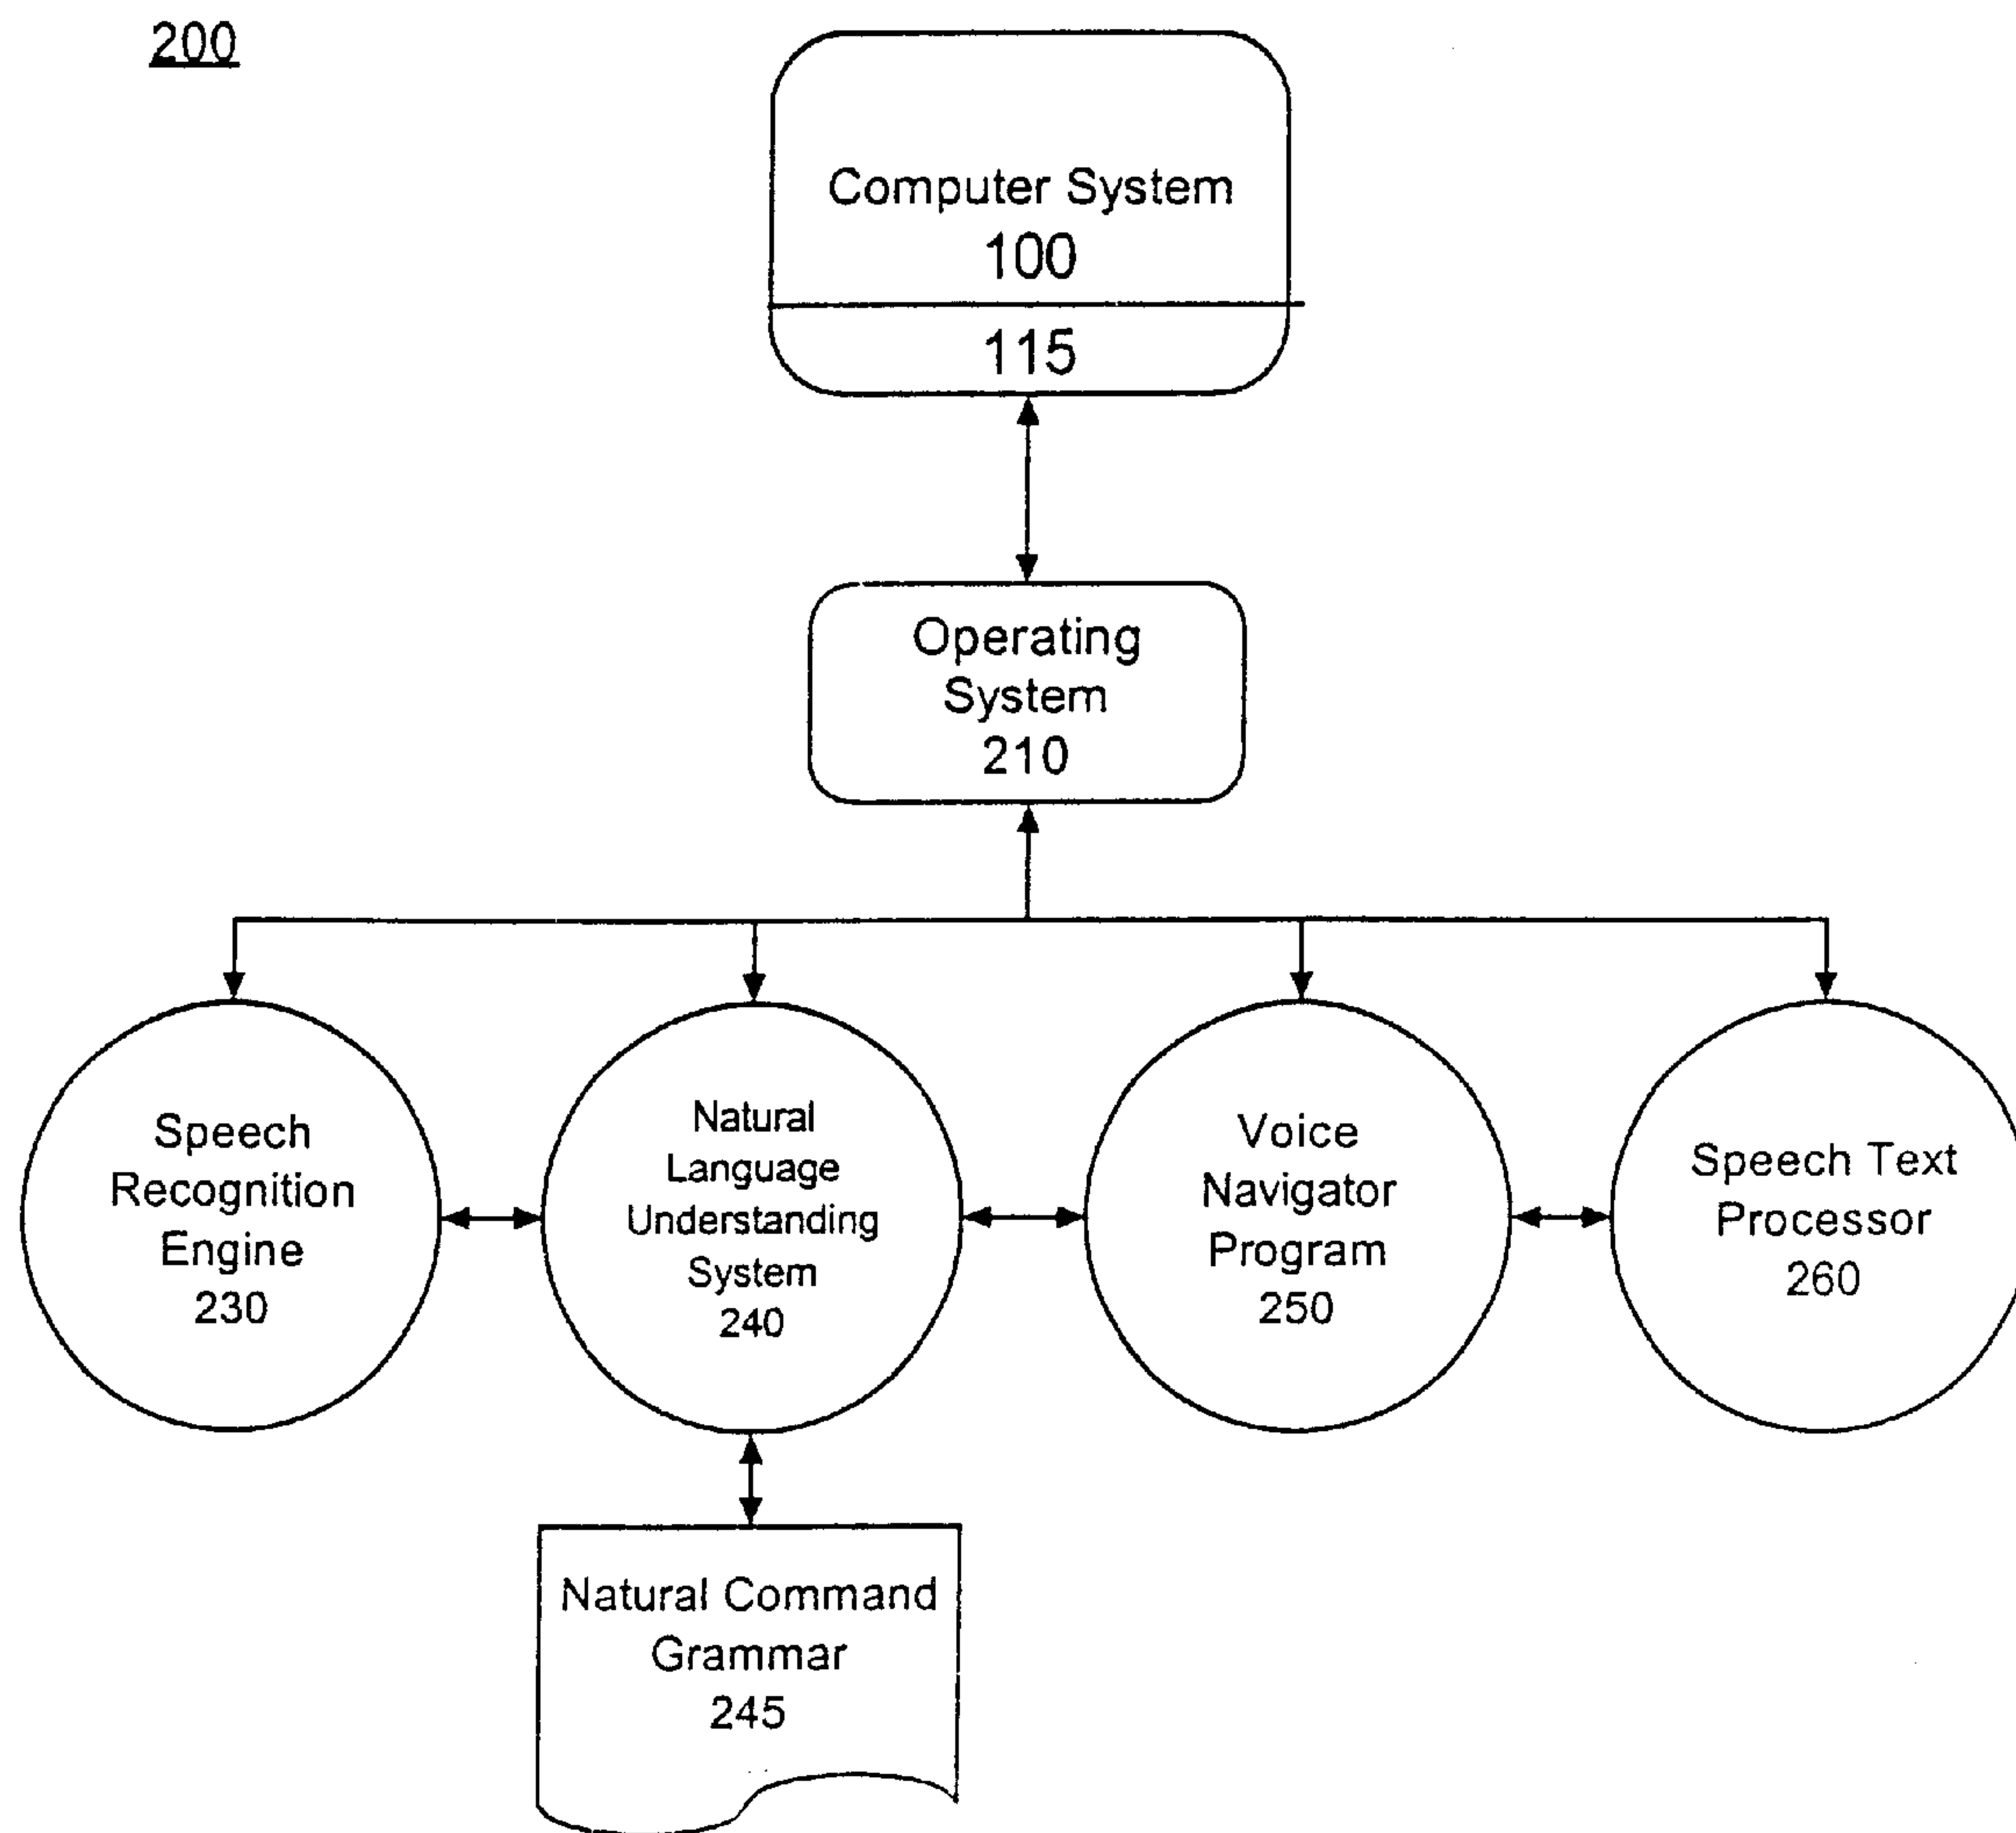 200
Computer System
100
115
Operating
System
210
Speech
Recognition
Engine
230
Natural
Language
Understanding
System
240
Voice
Navigator
Program
250
Speech Text
Processor
260
Natural Command
Grammar
245